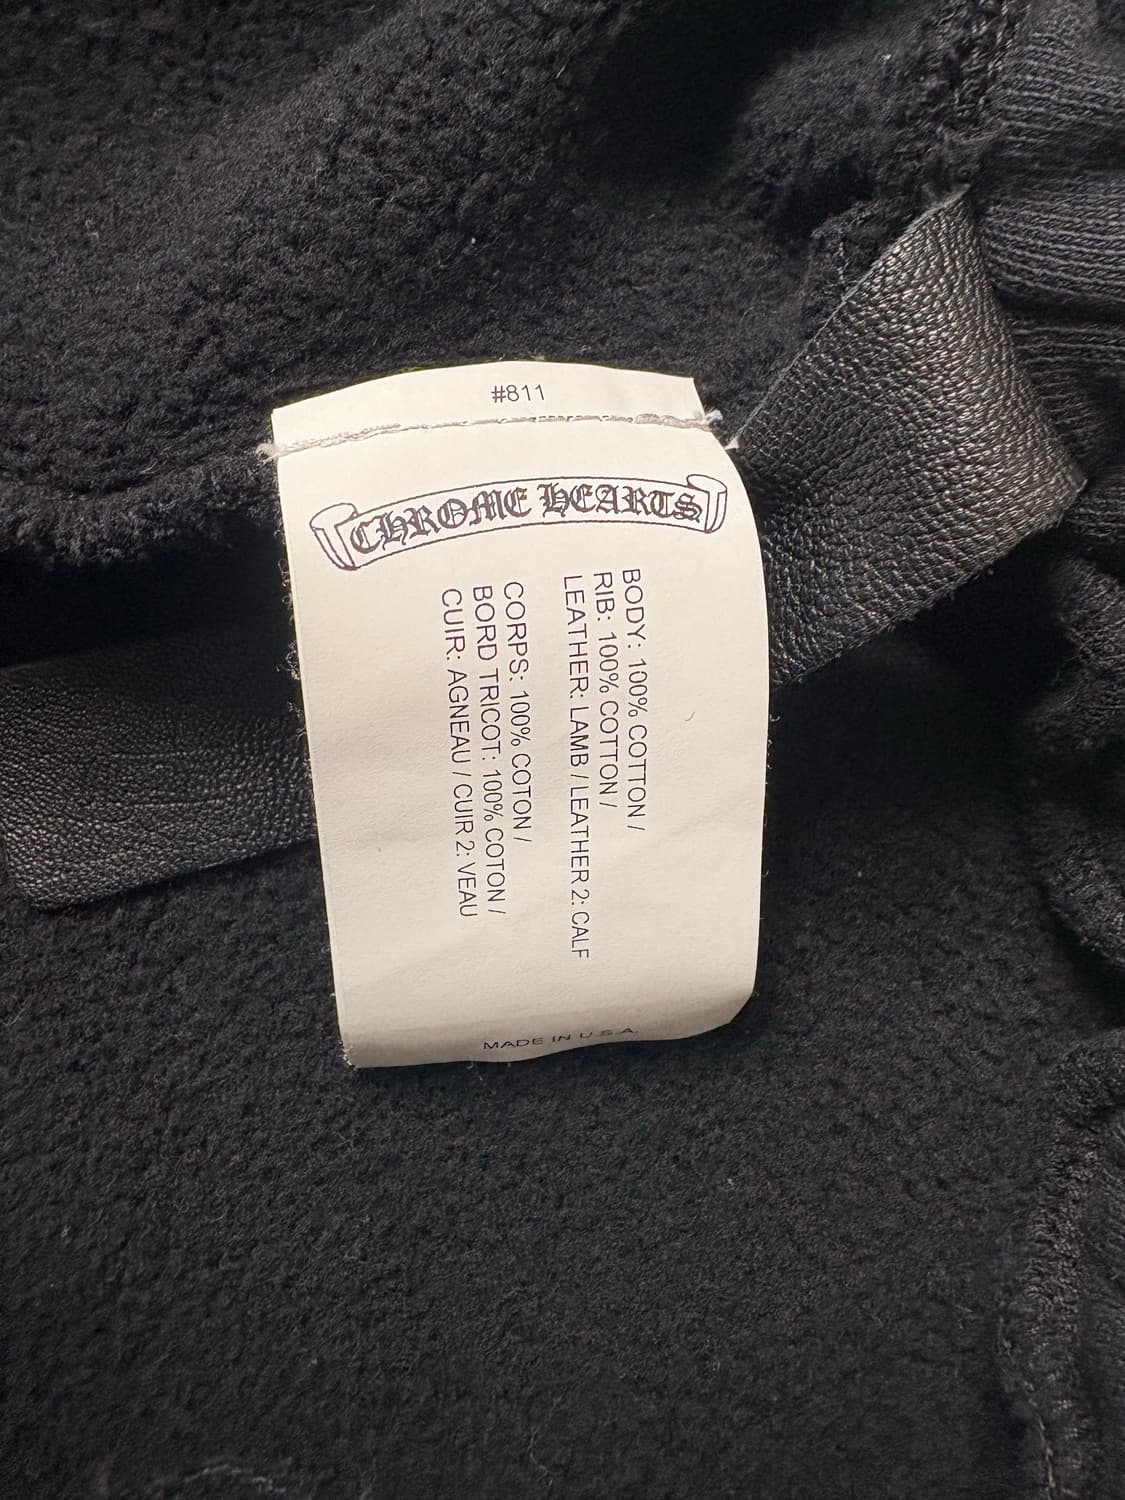 #811
CHROME HEARTS
BODY: 100% COTTON /
RIB: 100% COTTON /
LEATHER: LAMB / LEATHER 2: CALF
CORPS: 100% COTON /
BORD TRICOT: 100% COTON /
CUIR: AGNEAU / CUIR 2: VEAU
MADE IN U.S.A.